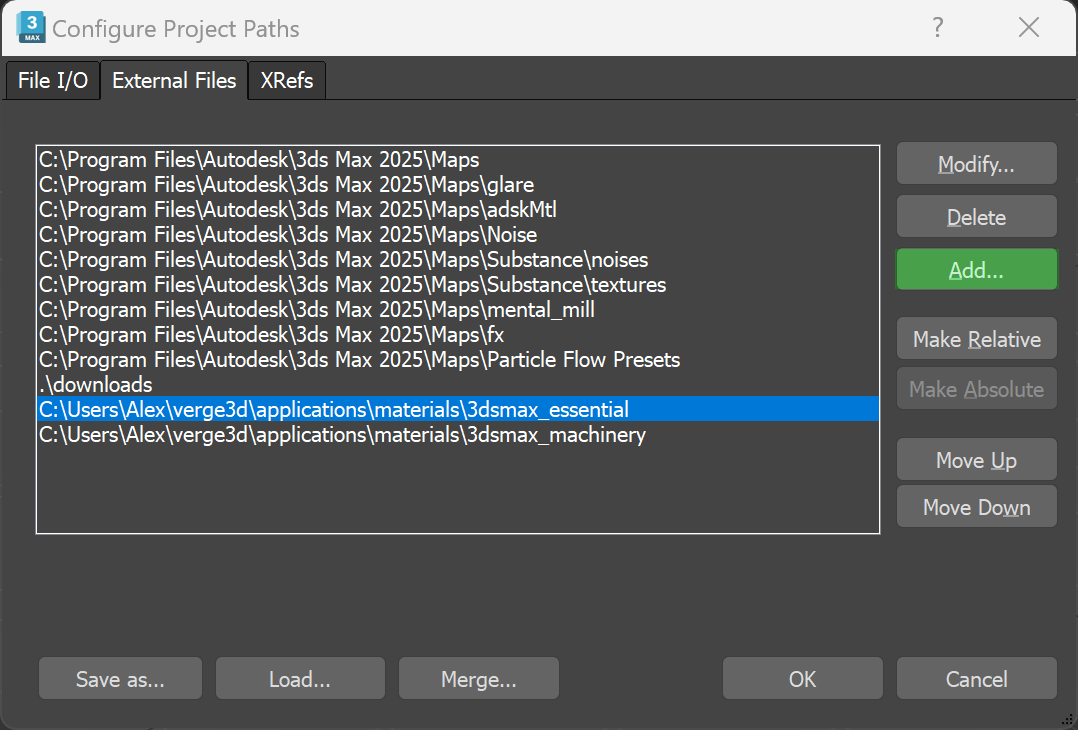 3
MAX
Configure Project Paths
?
File I/O
External Files
XRefs
C:\Program Files\Autodesk\3ds Max 2025\Maps
C:\Program Files\Autodesk\3ds Max 2025\Maps\glare
C:\Program Files\Autodesk\3ds Max 2025\Maps\adskMtl
C:\Program Files\Autodesk\3ds Max 2025\Maps\Noise
C:\Program Files\Autodesk\3ds Max 2025\Maps\Substance\noises
C:\Program Files\Autodesk\3ds Max 2025\Maps\Substance\textures
C:\Program Files\Autodesk\3ds Max 2025\Maps\mental_mill
C:\Program Files\Autodesk\3ds Max 2025\Maps\fx
C:\Program Files\Autodesk\3ds Max 2025\Maps\Particle Flow Presets
.\downloads
C:\Users\Alex\verge3d\applications\materials\3dsmax_essential
C:\Users\Alex\verge3d\applications\materials\3dsmax_machinery
Modify...
Delete
Add...
Make Relative
Make Absolute
Move Up
Move Down
Save as...
Load...
Merge...
OK
Cancel